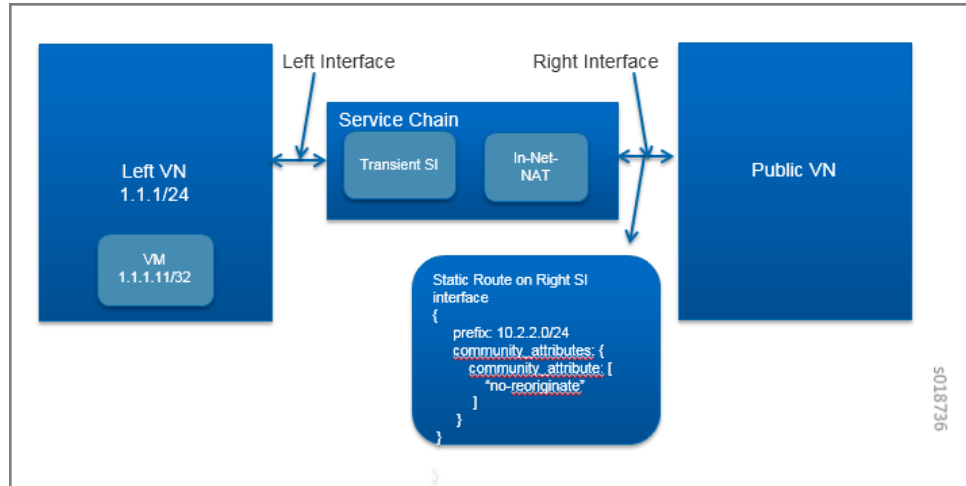 Left Interface
Right Interface
Service Chain
Transient SI
In-Net-
NAT
Left VN
1.1.1/24
VM
1.1.1.11/32
Public VN
Static Route on Right SI
interface
{
prefix: 10.2.2.0/24
community_attributes: {
community_attribute: [
“no-reoriginate”
]
}
}
}
s018736